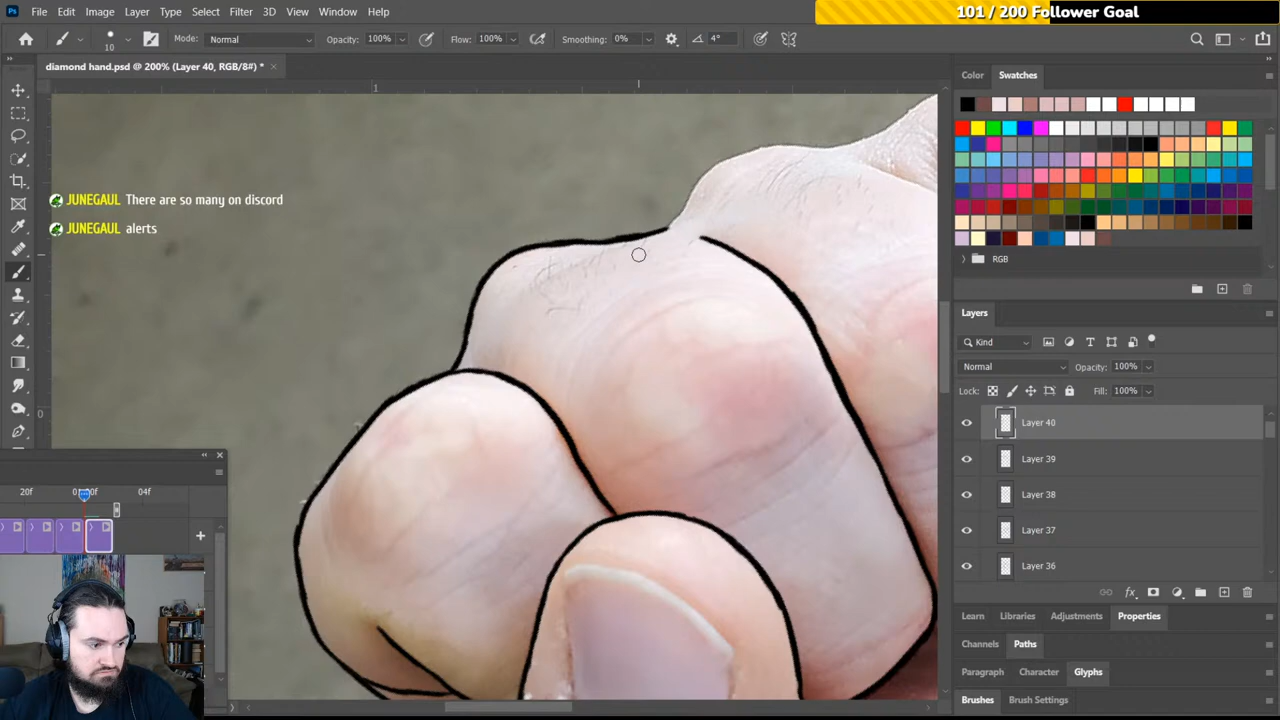 File Edit Image Layer Type Select Filter 3D View Window Help
101 / 200 Follower Goal
10 Mode: Normal Opacity: 100% Flow: 100% Smoothing: 0% 4°
diamond hand.psd @ 200% (Layer 40, RGB/8#) *
Color Swatches
1
JUNEGAUL There are so many on discord
JUNEGAUL alerts
RGB
Layers
Kind
Normal Opacity: 100%
Lock: Fill: 100%
0
Layer 40
Layer 39
Layer 38
Layer 37
Layer 36
20f 04f
Learn Libraries Adjustments Properties
Channels Paths
Paragraph Character Glyphs
Brushes Brush Settings